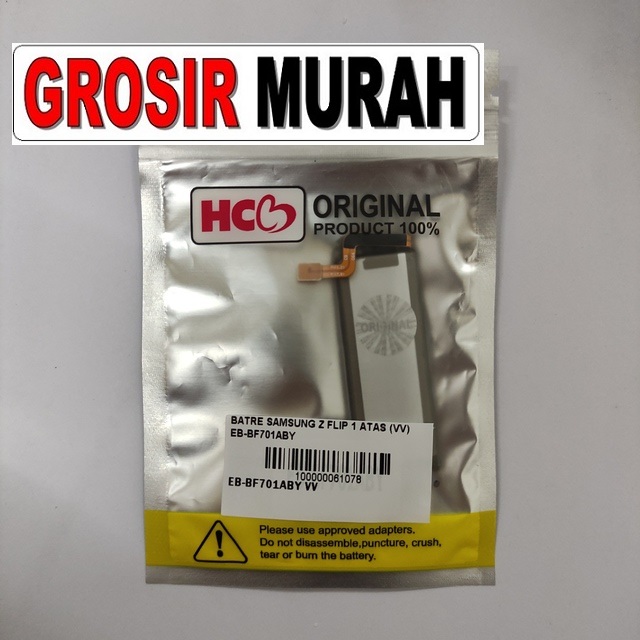 GROSIR MURAH
HCB ORIGINAL
PRODUCT 100%
ORIGINAL
BATRE SAMSUNG Z FLIP 1 ATAS (VV)
EB-BF701ABY
100000061078
EB-BF701ABY VV
Please use approved adapters.
Do not disassemble,puncture, crush,
tear or burn the battery.